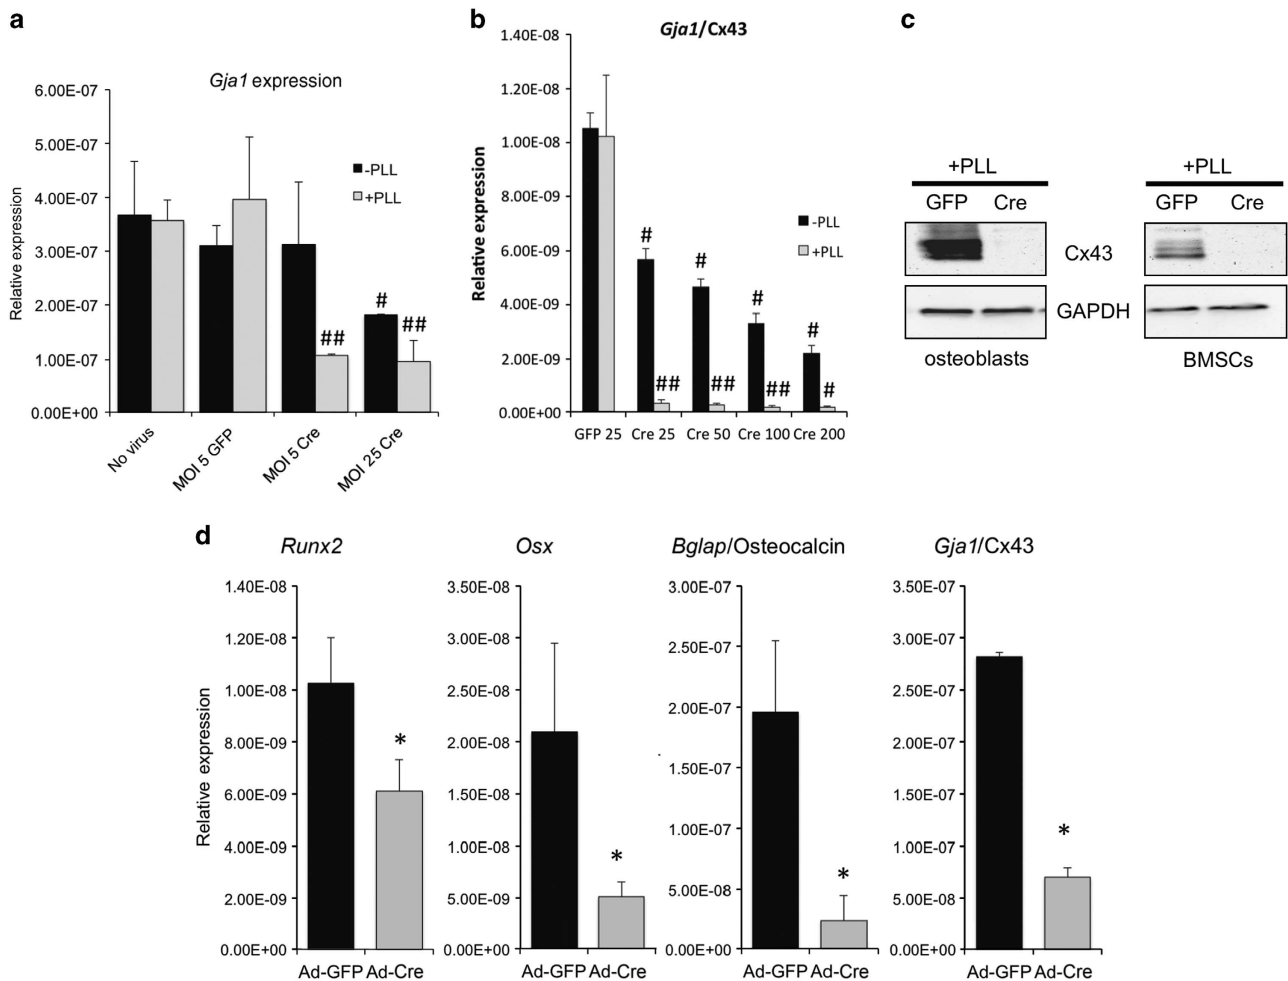 a
Gja1 expression
6.00E-07
5.00E-07
4.00E-07
3.00E-07
2.00E-07
1.00E-07
0.00E+00
Relative expression
-PLL
+PLL
##
#
##
No virus
MOI 5 GFP
MOI 5 Cre
MOI 25 Cre
b
Gja1/Cx43
1.40E-08
1.20E-08
1.00E-08
8.00E-09
6.00E-09
4.00E-09
2.00E-09
0.00E+00
Relative expression
-PLL
+PLL
#
##
#
##
#
##
#
#
GFP 25 Cre 25 Cre 50 Cre 100 Cre 200
c
+PLL
GFP Cre
+PLL
GFP Cre
Cx43
GAPDH
osteoblasts
BMSCs
d
Runx2
1.40E-08
1.20E-08
1.00E-08
8.00E-09
6.00E-09
4.00E-09
2.00E-09
0.00E+00
Relative expression
*
Ad-GFP Ad-Cre
Osx
3.50E-08
3.00E-08
2.50E-08
2.00E-08
1.50E-08
1.00E-08
5.00E-09
0.00E+00
*
Ad-GFP Ad-Cre
Bglap/Osteocalcin
3.00E-07
2.50E-07
2.00E-07
1.50E-07
1.00E-07
5.00E-08
0.00E+00
*
Ad-GFP Ad-Cre
Gja1/Cx43
3.50E-07
3.00E-07
2.50E-07
2.00E-07
1.50E-07
1.00E-07
5.00E-08
0.00E+00
*
Ad-GFP Ad-Cre